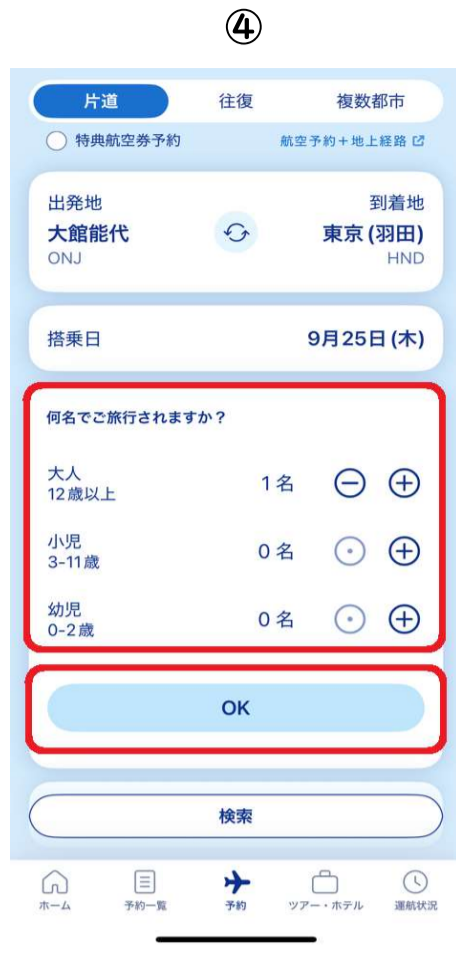 ④
片道 往復 複数都市
特典航空券予約 航空予約+地上経路
出発地 到着地
大館能代 東京(羽田)
ONJ HND
搭乗日 9月25日(木)
何名でご旅行されますか?
大人 1名
12歳以上
小児 0名
3-11歳
幼児 0名
0-2歳
OK
検索
ホーム 予約一覧 予約 ツアー・ホテル 運航状況